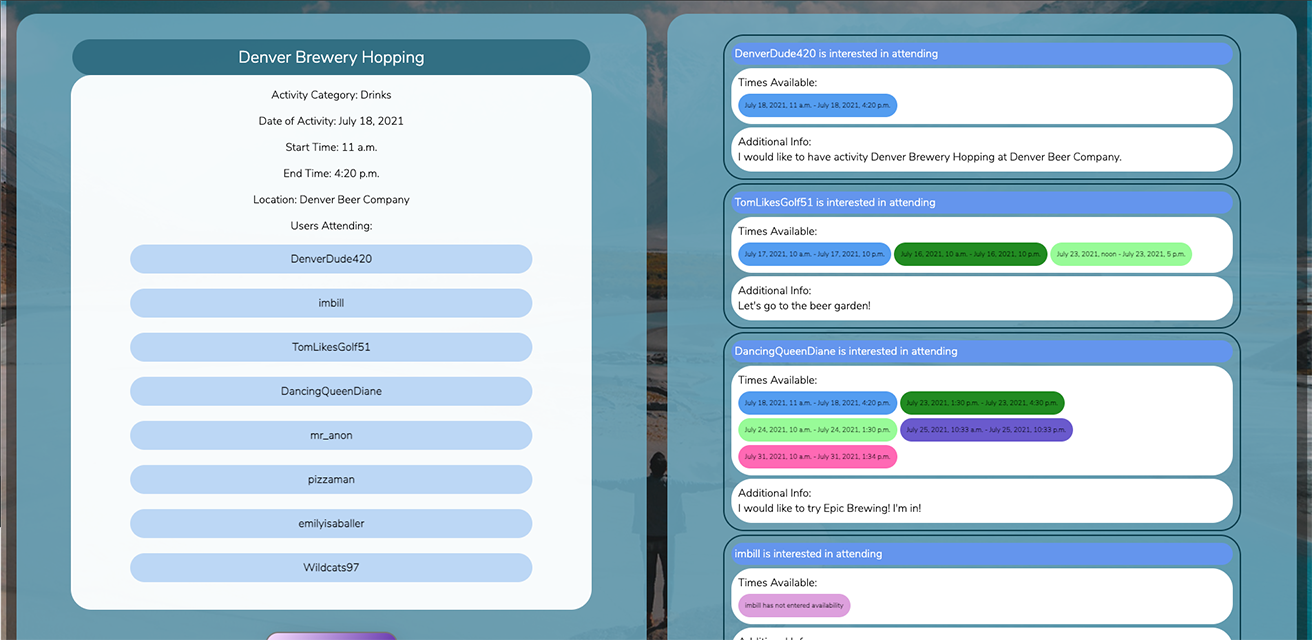 Denver Brewery Hopping
Activity Category: Drinks
Date of Activity: July 18, 2021
Start Time: 11 a.m.
End Time: 4:20 p.m.
Location: Denver Beer Company
Users Attending:
DenverDude420
imbill
TomLikesGolf51
DancingQueenDiane
mr_anon
pizzaman
emilyisaballer
Wildcats97
DenverDude420 is interested in attending
Times Available:
July 18, 2021, 11 a.m. - July 18, 2021, 4:20 p.m.
Additional Info:
I would like to have activity Denver Brewery Hopping at Denver Beer Company.
TomLikesGolf51 is interested in attending
Times Available:
July 17, 2021, 10 a.m. - July 17, 2021, 10 p.m. July 16, 2021, 10 a.m. - July 16, 2021, 10 p.m. July 23, 2021, noon - July 23, 2021, 5 p.m.
Additional Info:
Let's go to the beer garden!
DancingQueenDiane is interested in attending
Times Available:
July 18, 2021, 11 a.m. - July 18, 2021, 4:20 p.m. July 23, 2021, 1:30 p.m. - July 23, 2021, 4:30 p.m.
July 24, 2021, 10 a.m. - July 24, 2021, 1:30 p.m. July 25, 2021, 10:33 a.m. - July 25, 2021, 10:33 p.m.
July 31, 2021, 10 a.m. - July 31, 2021, 1:34 p.m.
Additional Info:
I would like to try Epic Brewing! I'm in!
imbill is interested in attending
Times Available:
imbill has not entered availability